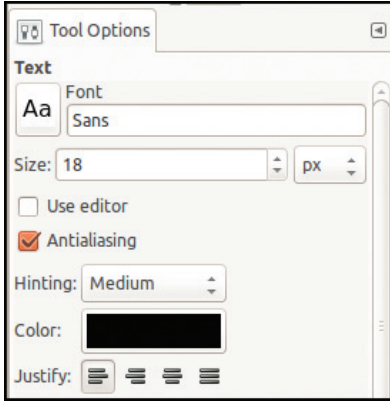 Tool Options
Text
Aa
Font
Sans
Size: 18 px
Use editor
Antialiasing
Hinting: Medium
Color:
Justify: